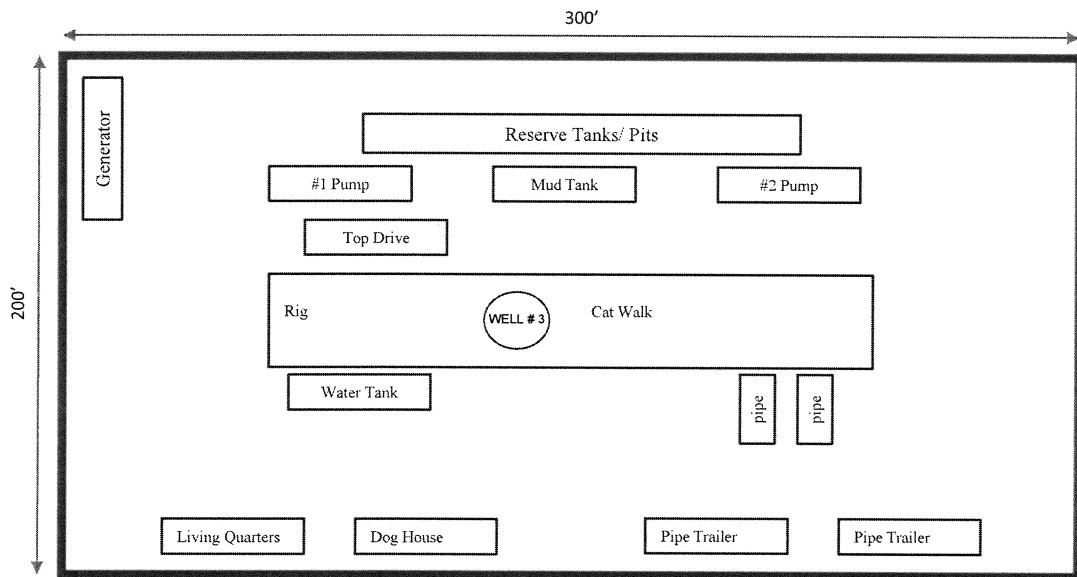 300’
200’
Generator
Reserve Tanks/ Pits
#1 Pump
Mud Tank
#2 Pump
Top Drive
Rig
WELL # 3
Cat Walk
Water Tank
pipe
pipe
Living Quarters
Dog House
Pipe Trailer
Pipe Trailer